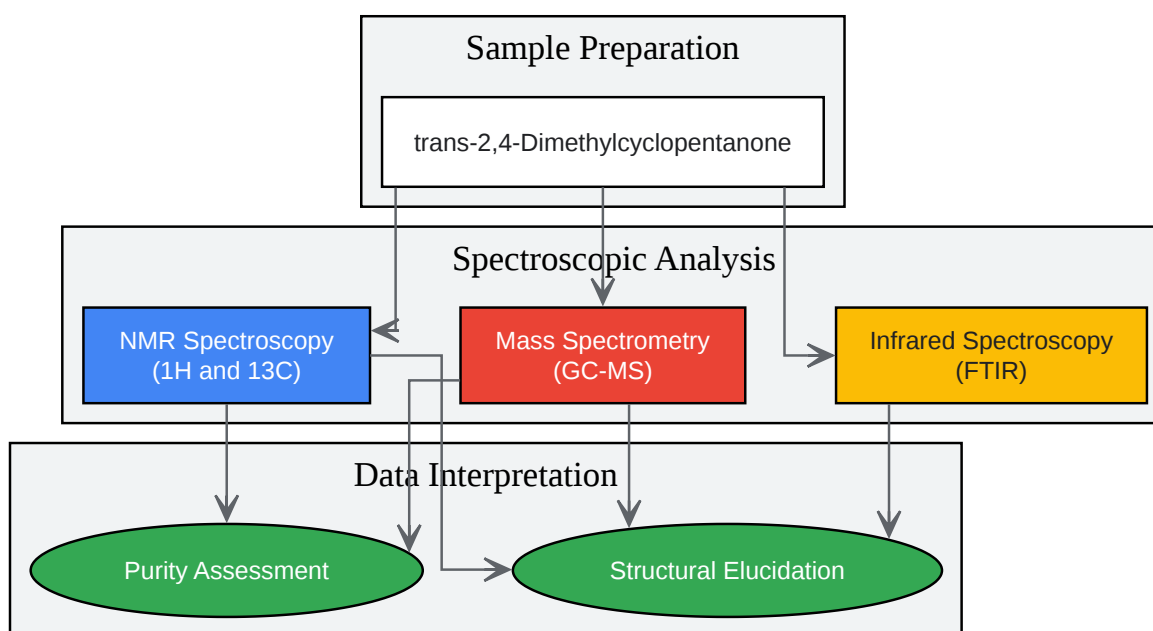 Sample Preparation
trans-2,4-Dimethylcyclopentanone
Spectroscopic Analysis
NMR Spectroscopy
(1H and 13C)
Mass Spectrometry
(GC-MS)
Infrared Spectroscopy
(FTIR)
Data Interpretation
Purity Assessment
Structural Elucidation